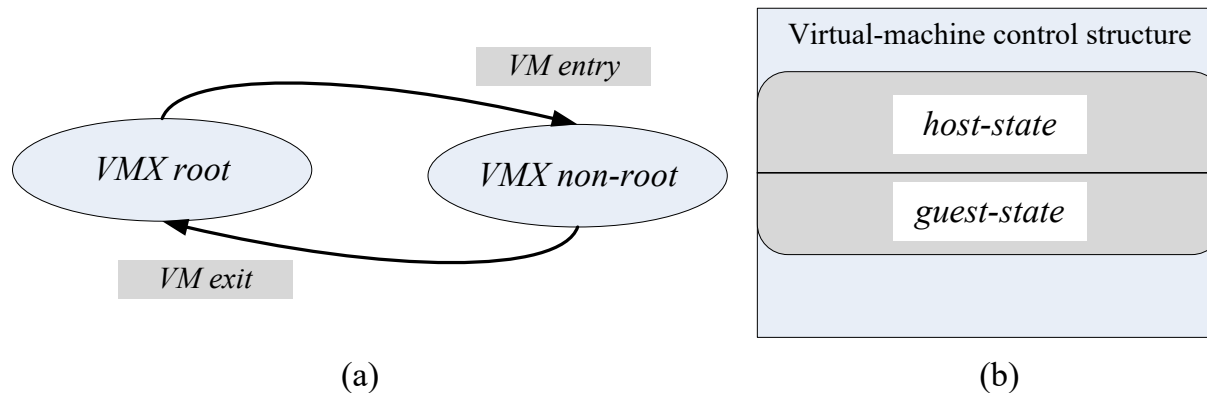 VM entry
VMX root
VMX non-root
VM exit
(a)
Virtual-machine control structure
host-state
guest-state
(b)